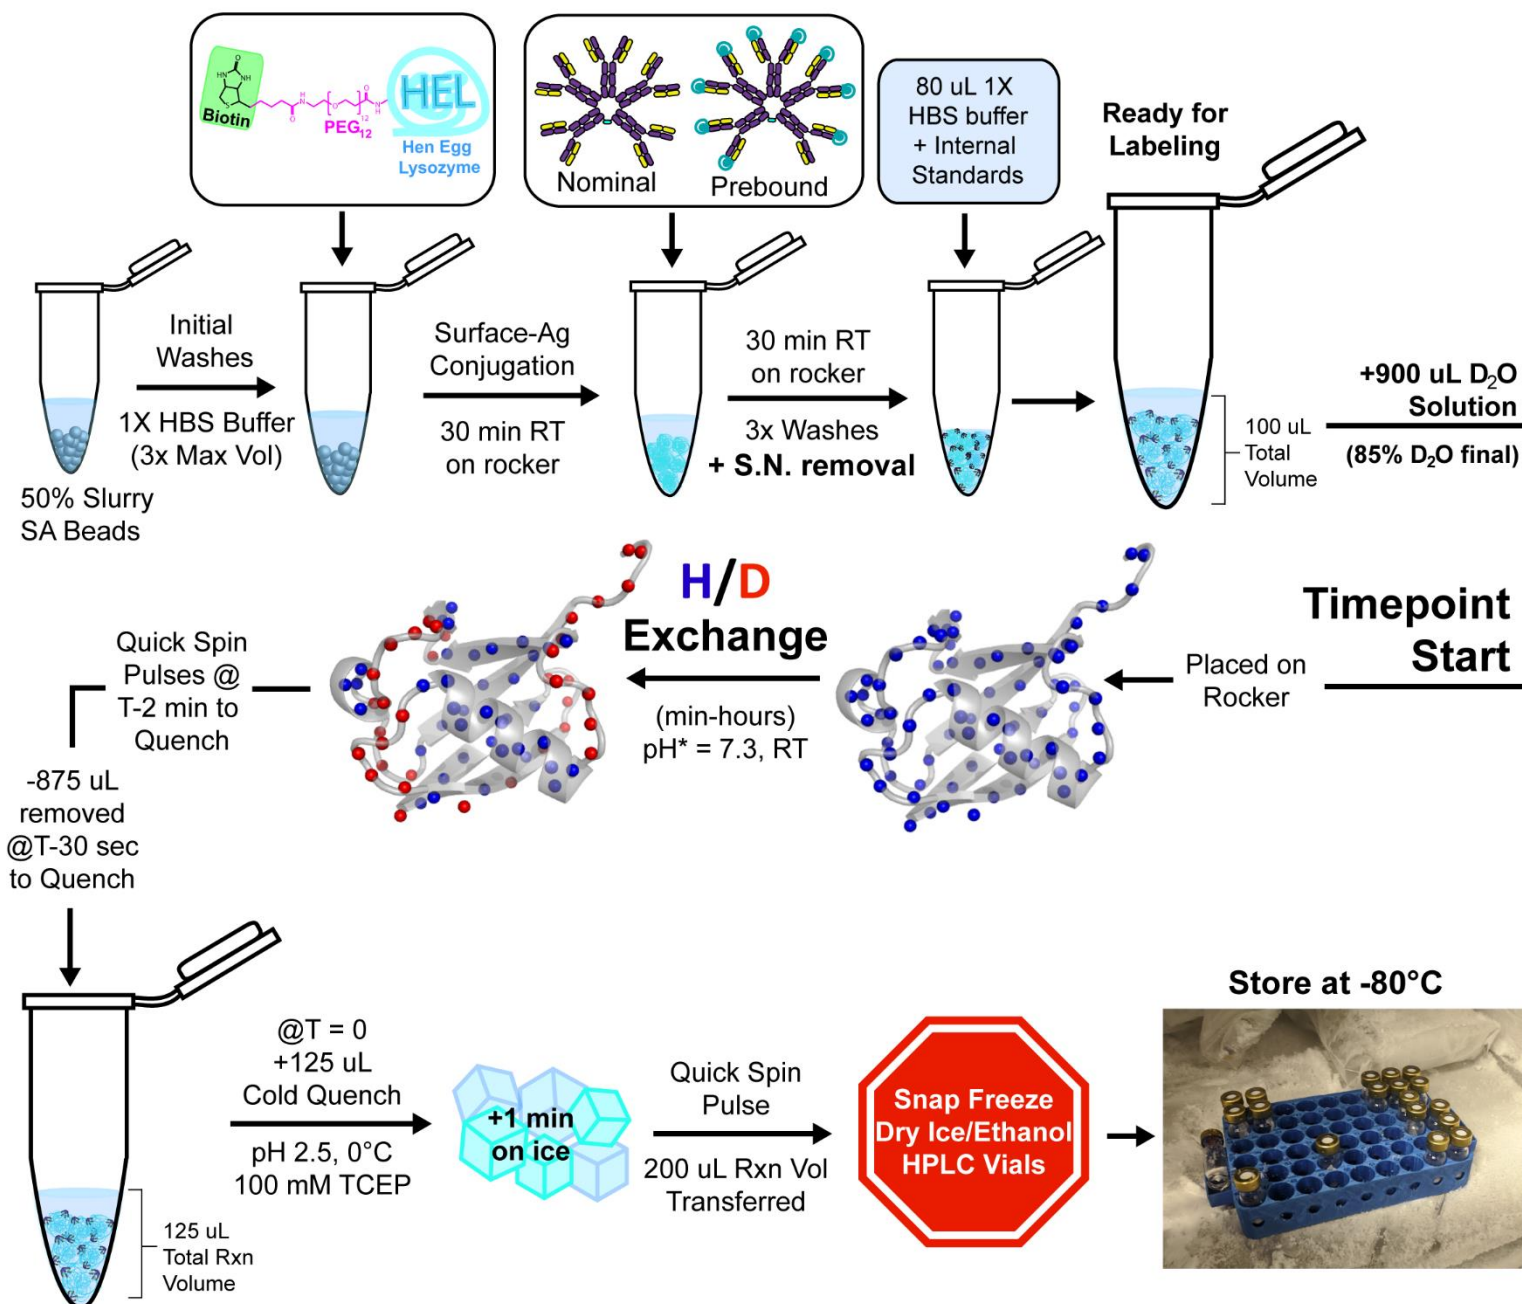 Biotin
PEG12
HEL
Hen Egg
Lysozyme
Nominal
Prebound
80 uL 1X
HBS buffer
+ Internal
Standards
Ready for
Labeling
Initial
Washes
1X HBS Buffer
(3x Max Vol)
50% Slurry
SA Beads
Surface-Ag
Conjugation
30 min RT
on rocker
30 min RT
on rocker
3x Washes
+ S.N. removal
100 uL
Total
Volume
+900 uL D2O
Solution
(85% D2O final)
Timepoint
Start
Placed on
Rocker
H/D
Exchange
(min-hours)
pH* = 7.3, RT
Quick Spin
Pulses @
T-2 min to
Quench
-875 uL
removed
@T-30 sec
to Quench
125 uL
Total Rxn
Volume
@T = 0
+125 uL
Cold Quench
pH 2.5, 0°C
100 mM TCEP
+1 min
on ice
Quick Spin
Pulse
200 uL Rxn Vol
Transferred
Snap Freeze
Dry Ice/Ethanol
HPLC Vials
Store at -80°C